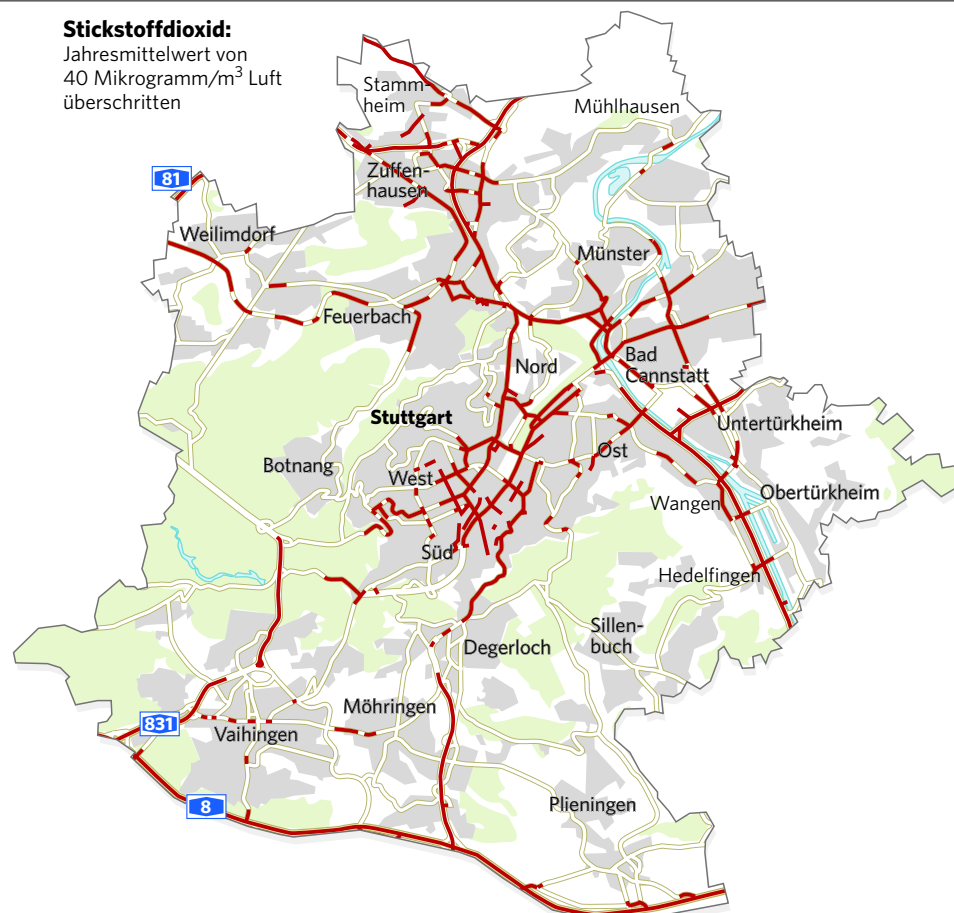 Stickstoffdioxid:
Jahresmittelwert von
40 Mikrogramm/m³ Luft
überschritten
Stamm-
heim
Mühlhausen
Zuffen-
hausen
81
Weilimdorf
Münster
Feuerbach
Nord
Bad
Cannstatt
Stuttgart
Untertürkheim
Ost
Botnang
West
Obertürkheim
Wangen
Süd
Hedelfingen
Sillen-
buch
Degerloch
Möhringen
831
Vaihingen
8
Plieningen